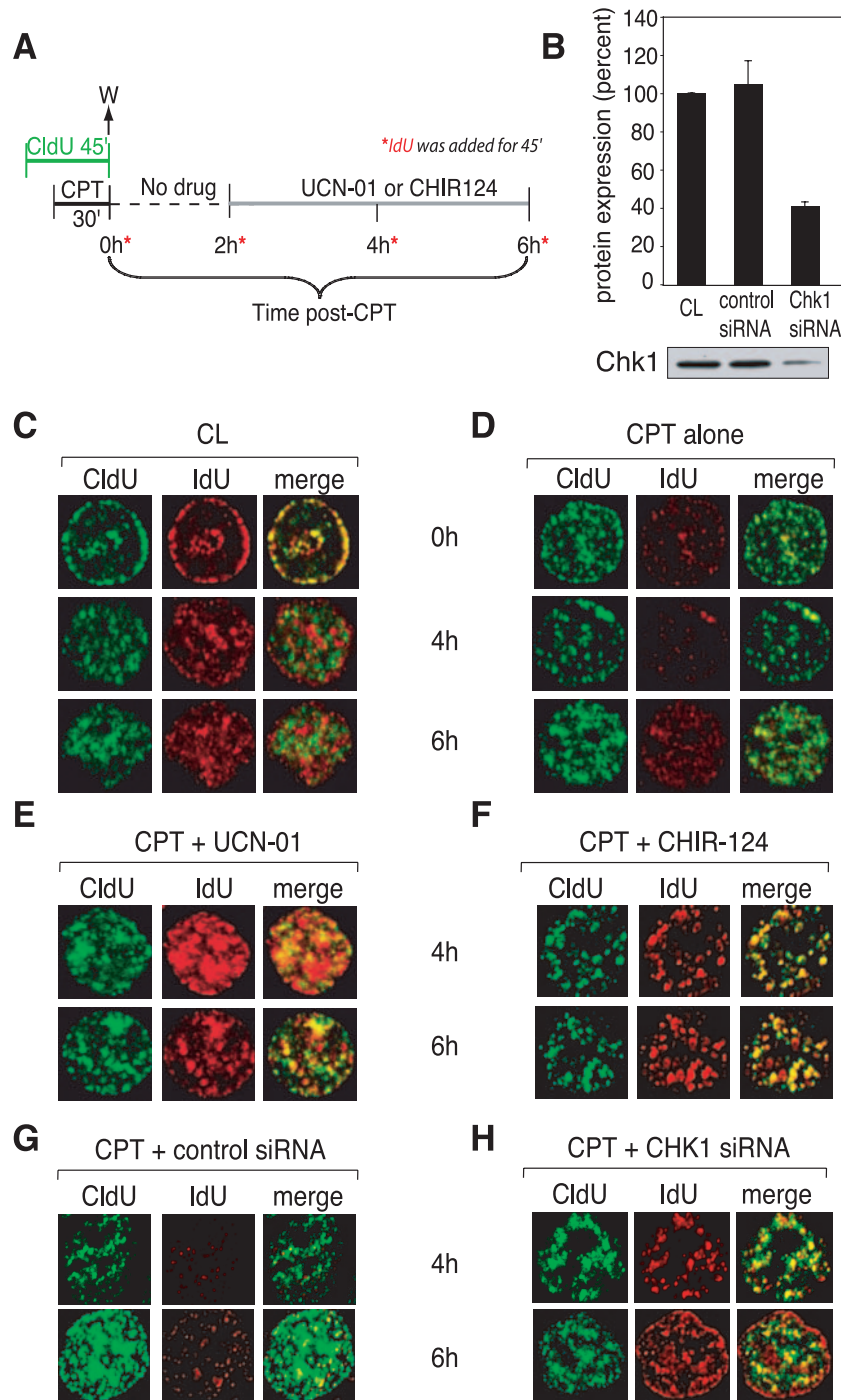 A
W
CldU 45'
*IdU was added for 45'
CPT
No drug
UCN-01 or CHIR124
30'
0h*
2h*
4h*
6h*
Time post-CPT
B
protein expression (percent)
140
120
100
80
60
40
20
0
CL
control siRNA
Chk1 siRNA
Chk1
C
CL
CldU IdU merge
D
CPT alone
CldU IdU merge
0h
4h
6h
E
CPT + UCN-01
CldU IdU merge
F
CPT + CHIR-124
CldU IdU merge
4h
6h
G
CPT + control siRNA
CldU IdU merge
H
CPT + CHK1 siRNA
CldU IdU merge
4h
6h